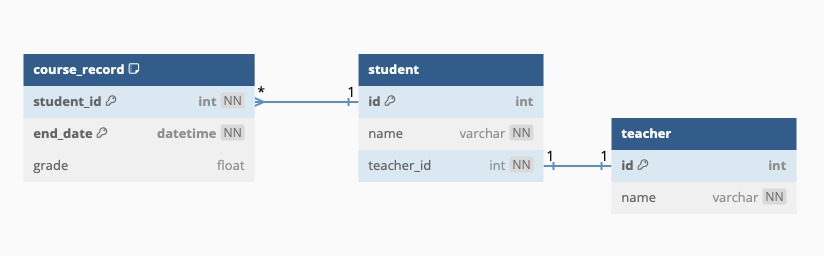 course_record
student_id int NN
end_date datetime NN
grade float
* 1
student
id int
name varchar NN
teacher_id int NN
1 1
teacher
id int
name varchar NN